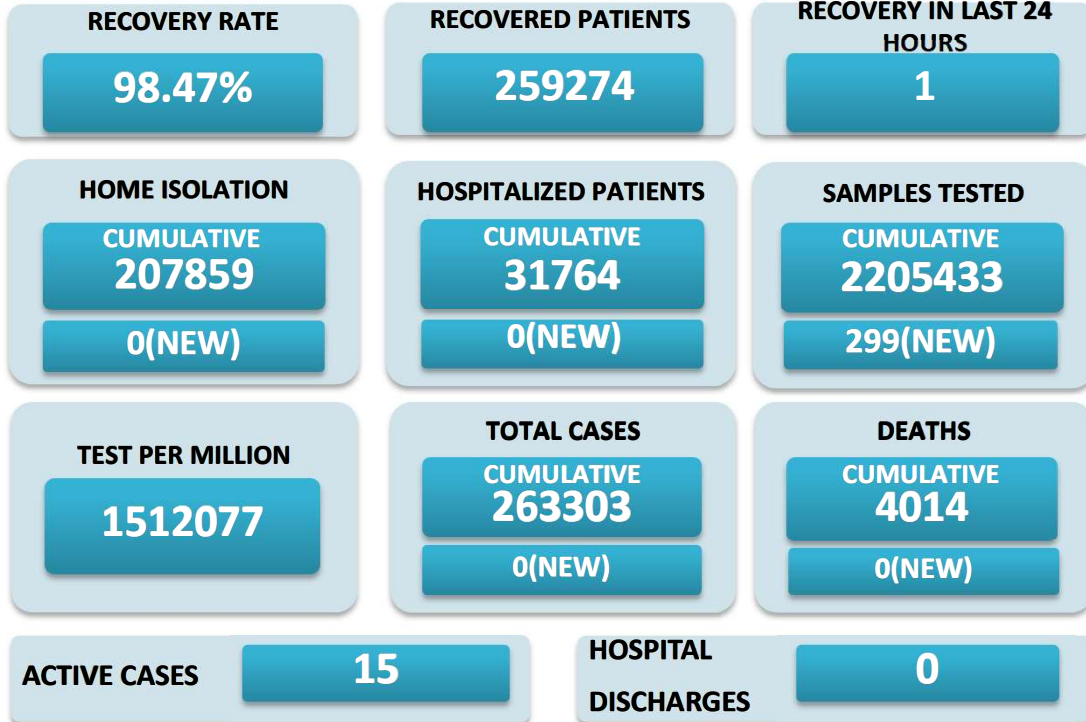 RECOVERY RATE
98.47%
RECOVERED PATIENTS
259274
RECOVERY IN LAST 24
HOURS
1
HOME ISOLATION
CUMULATIVE
207859
0(NEW)
HOSPITALIZED PATIENTS
CUMULATIVE
31764
0(NEW)
SAMPLES TESTED
CUMULATIVE
2205433
299(NEW)
TEST PER MILLION
1512077
TOTAL CASES
CUMULATIVE
263303
0(NEW)
DEATHS
CUMULATIVE
4014
0(NEW)
ACTIVE CASES
15
HOSPITAL
DISCHARGES
0